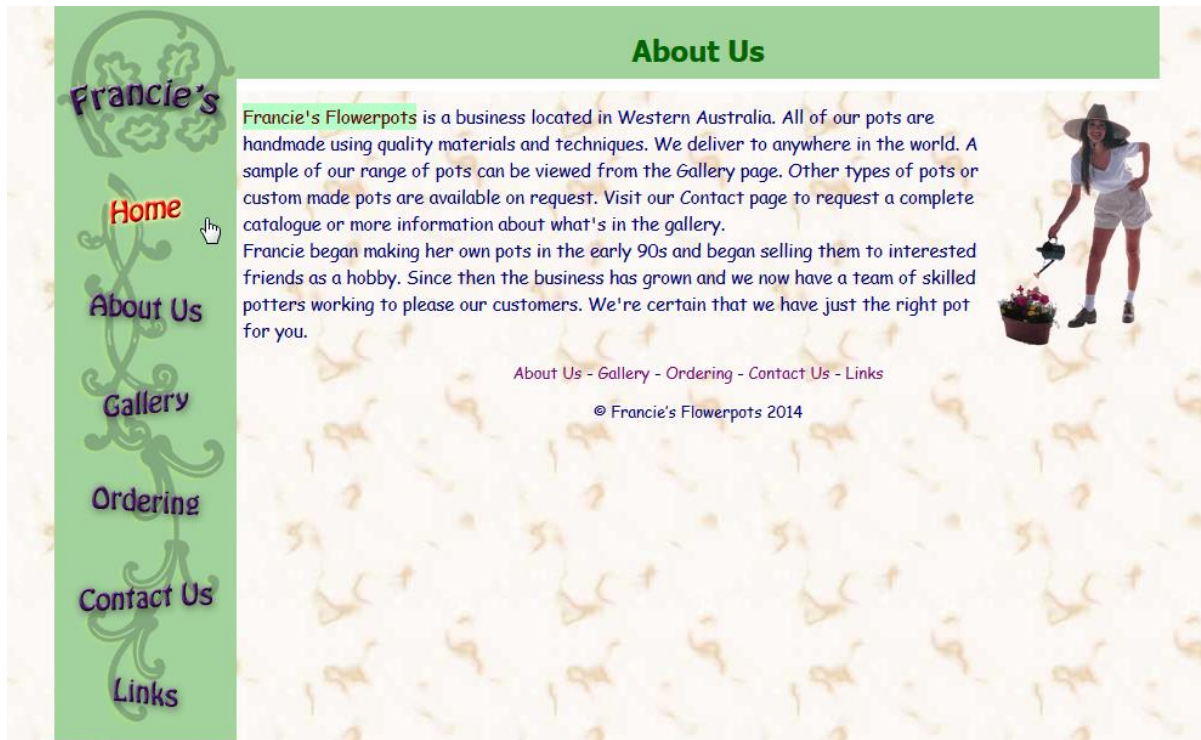 Francie's
Home
About Us
Gallery
Ordering
Contact Us
Links
About Us
Francie's Flowerpots is a business located in Western Australia. All of our pots are
handmade using quality materials and techniques. We deliver to anywhere in the world. A
sample of our range of pots can be viewed from the Gallery page. Other types of pots or
custom made pots are available on request. Visit our Contact page to request a complete
catalogue or more information about what's in the gallery.
Francie began making her own pots in the early 90s and began selling them to interested
friends as a hobby. Since then the business has grown and we now have a team of skilled
potters working to please our customers. We're certain that we have just the right pot
for you.
About Us - Gallery - Ordering - Contact Us - Links
© Francie’s Flowerpots 2014